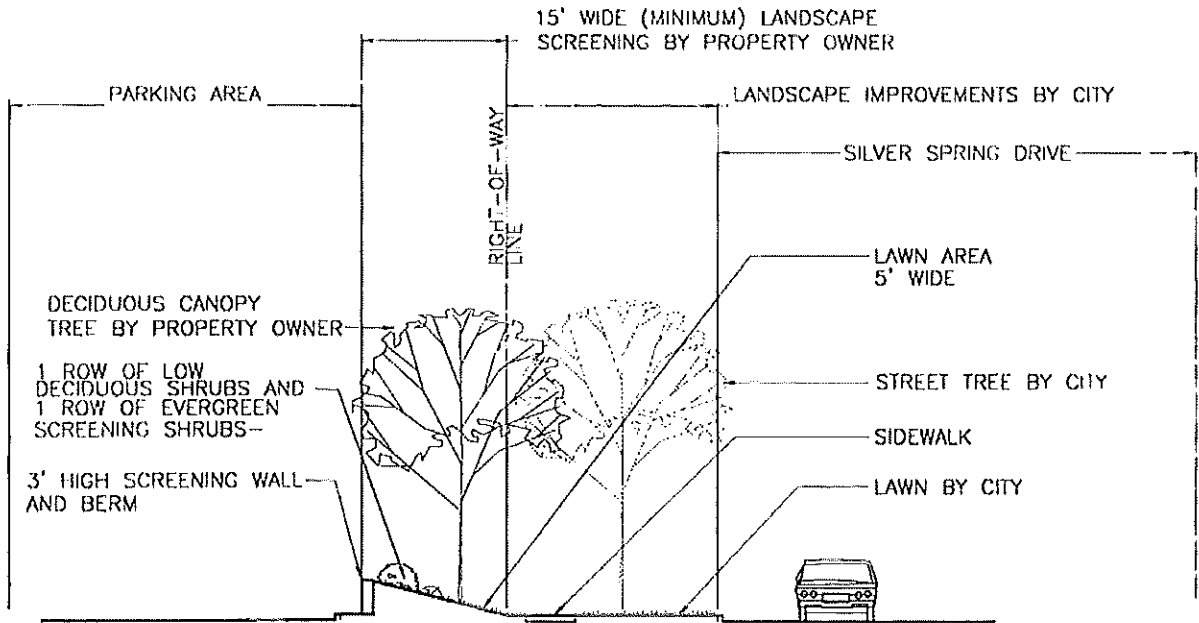 15' WIDE (MINIMUM) LANDSCAPE
SCREENING BY PROPERTY OWNER
PARKING AREA
LANDSCAPE IMPROVEMENTS BY CITY
SILVER SPRING DRIVE
RIGHT-OF-WAY
LINE
LAWN AREA
5' WIDE
DECIDUOUS CANOPY
TREE BY PROPERTY OWNER
1 ROW OF LOW
DECIDUOUS SHRUBS AND
1 ROW OF EVERGREEN
SCREENING SHRUBS-
STREET TREE BY CITY
SIDEWALK
3' HIGH SCREENING WALL
AND BERM
LAWN BY CITY